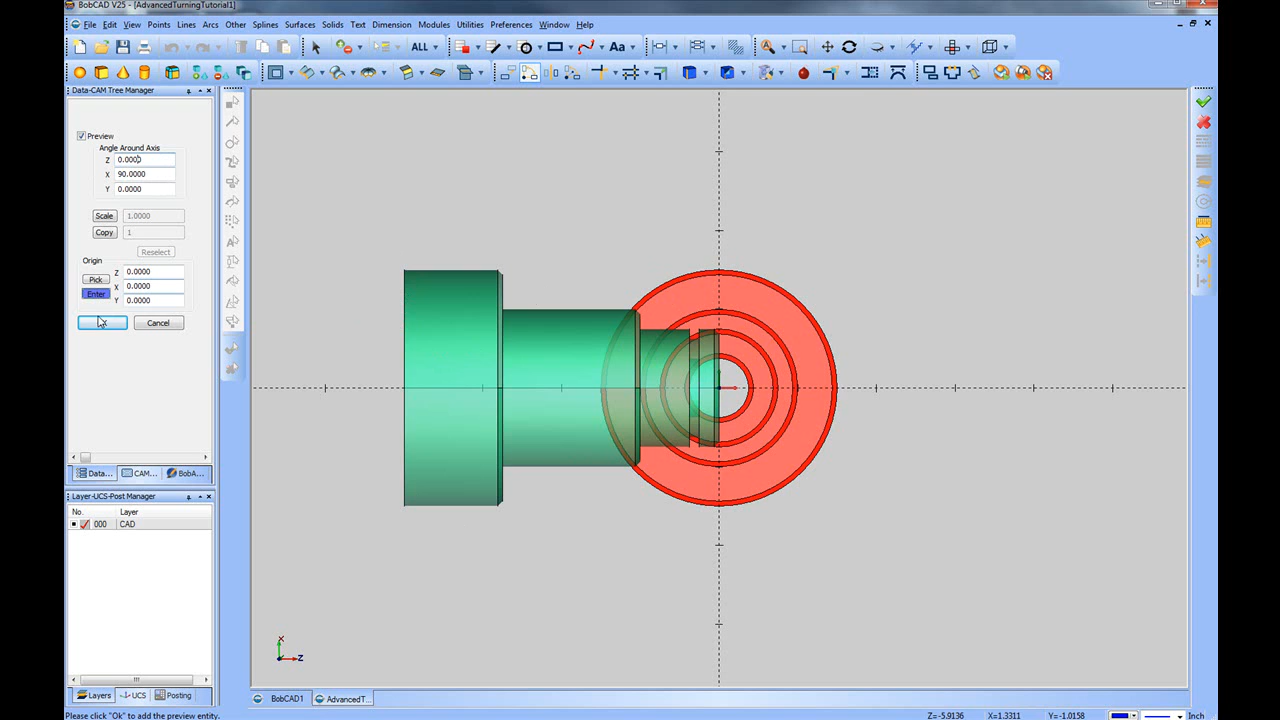 BobCAD V25 - [AdvancedTurningTutorial1]
File Edit View Points Lines Arcs Other Splines Surfaces Solids Text Dimension Modules Utilities Preferences Window Help
ALL Aa
Data-CAM Tree Manager
Preview
Angle Around Axis
Z 0.0000
X 90.0000
Y 0.0000
Scale 1.0000
Copy 1
Reselect
Origin
Pick Z 0.0000
X 0.0000
Enter Y 0.0000
Cancel
Data... CAM... BobA...
Layer-UCS-Post Manager
No. Layer
000 CAD
X
Z
Layers UCS Posting
BobCAD1 AdvancedT...
Please click "Ok" to add the preview entity.
Z=-5.9136 X=1.3311 Y=-1.0158 Inch